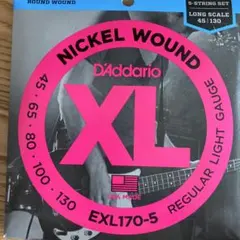 ROUND WOUND
5-STRING SET
LONG SCALE
45 | 130
NICKEL WOUND
D'Addario
XL
45 · 65 · 80 · 100 · 130
REGULAR LIGHT GAUGE
EXL170-5